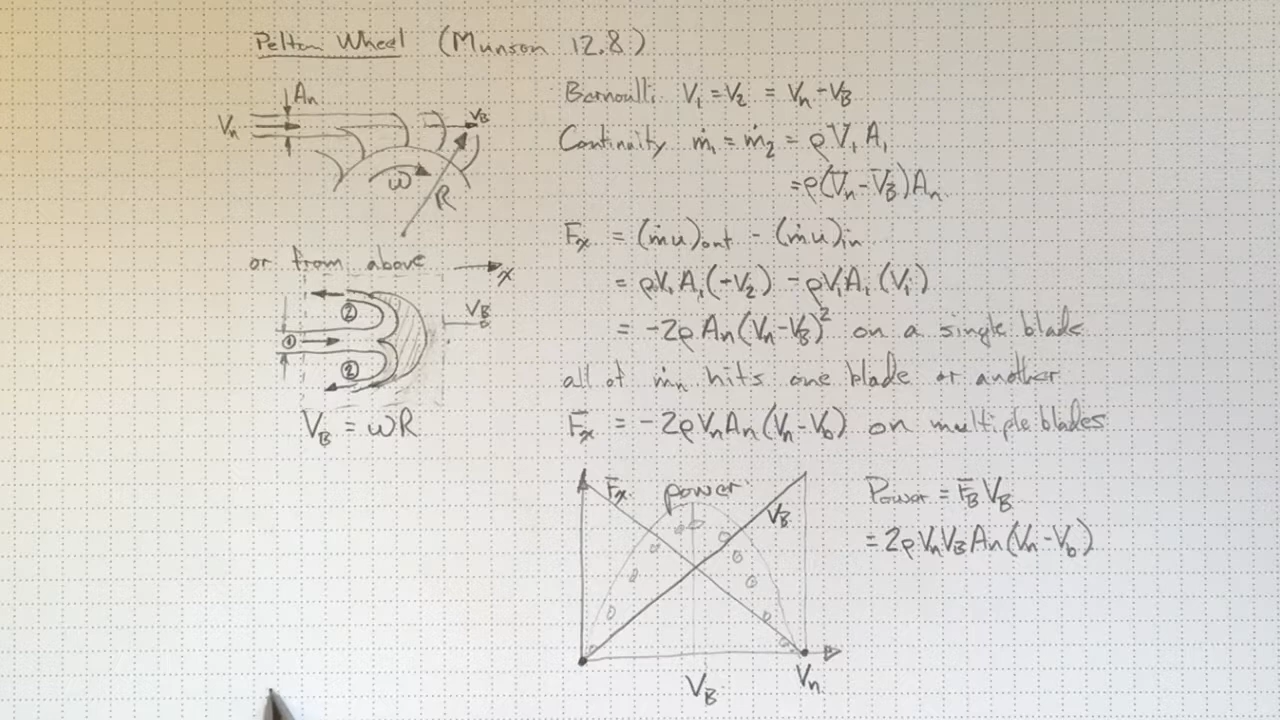 Pelton Wheel (Munson 12.8)
An
Vn
VB
ω
R
or from above
x
②
①
VB
②
VB = ωR
Bernoulli V₁ = V₂ = Vn - VB
Continuity ṁ₁ = ṁ₂ = ρV₁A₁
= ρ(Vn - VB)An
Fx = (ṁu)out - (ṁu)in
= ρV₁A₁(-V₂) - ρV₁A₁(V₁)
= -2ρAn(Vn - VB)² on a single blade
all of ṁn hits one blade or another
Fx = -2ρVnAn(Vn - Vb) on multiple blades
Fx
power
VB
VB
Vn
Power = FB VB
= 2ρVnVBAn(Vn - Vb)